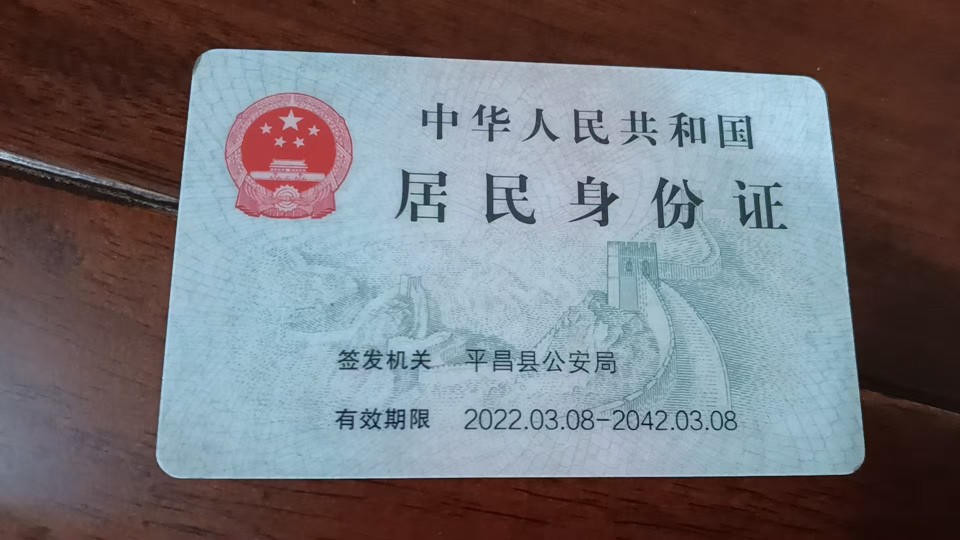 中华人民共和国
居民身份证
签发机关 平昌县公安局
有效期限 2022.03.08-2042.03.08